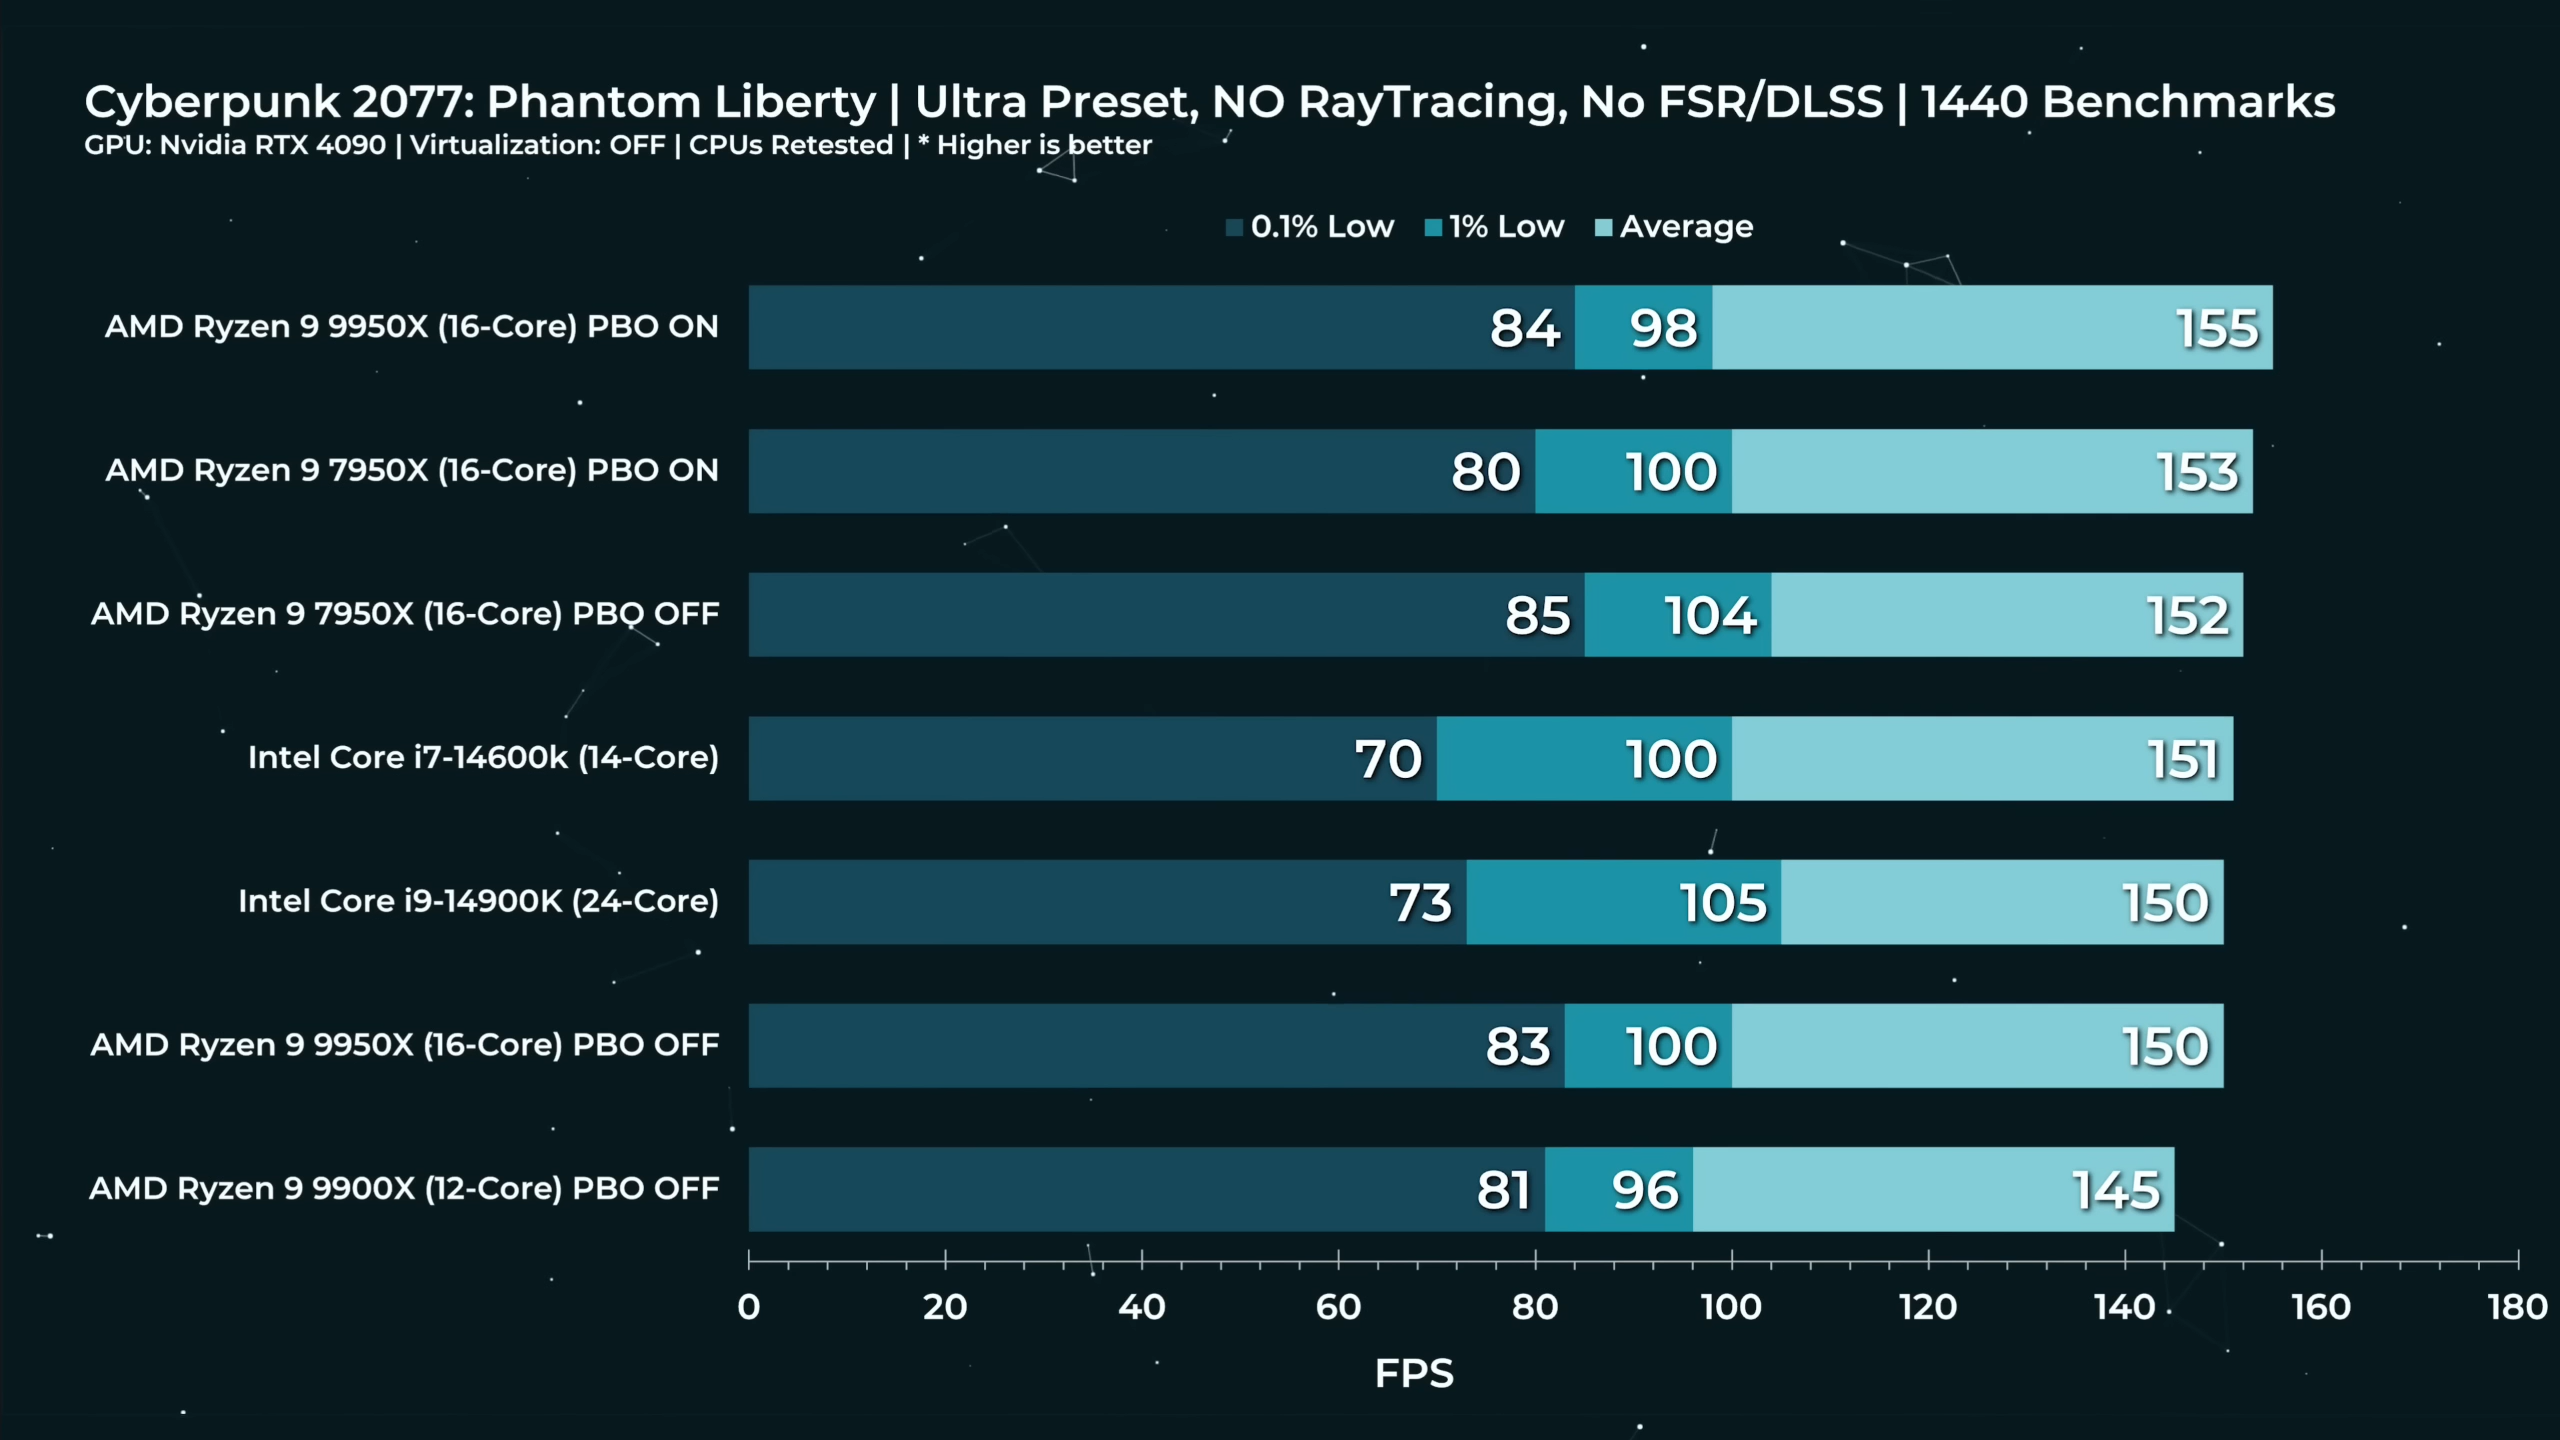 Cyberpunk 2077: Phantom Liberty | Ultra Preset, NO RayTracing, No FSR/DLSS | 1440 Benchmarks
GPU: Nvidia RTX 4090 | Virtualization: OFF | CPUs Retested | * Higher is better
0.1% Low 1% Low Average
AMD Ryzen 9 9950X (16-Core) PBO ON 84 98 155
AMD Ryzen 9 7950X (16-Core) PBO ON 80 100 153
AMD Ryzen 9 7950X (16-Core) PBO OFF 85 104 152
Intel Core i7-14600k (14-Core) 70 100 151
Intel Core i9-14900K (24-Core) 73 105 150
AMD Ryzen 9 9950X (16-Core) PBO OFF 83 100 150
AMD Ryzen 9 9900X (12-Core) PBO OFF 81 96 145
0 20 40 60 80 100 120 140 160 180
FPS